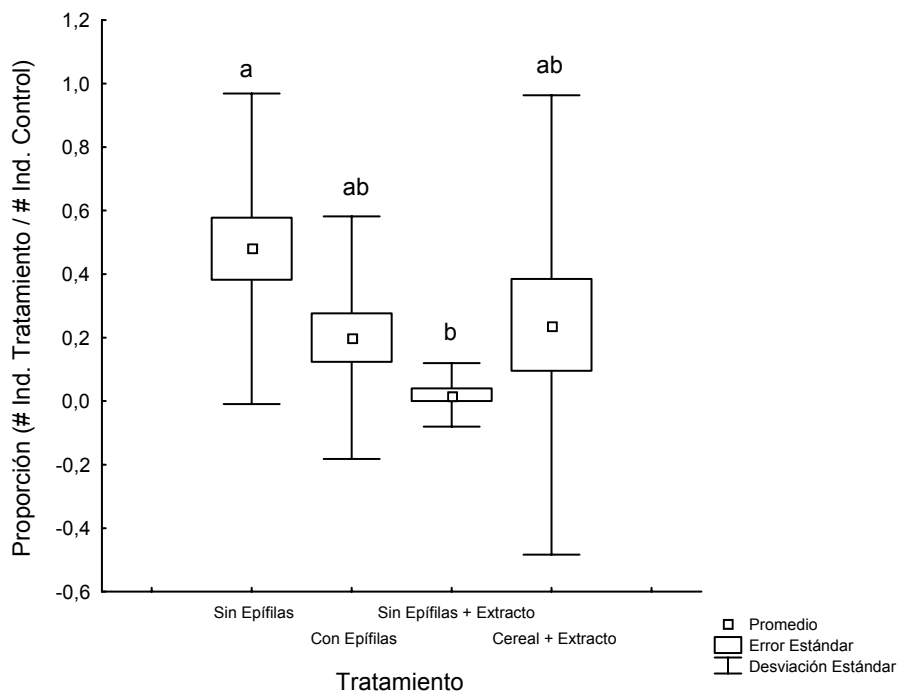 1,2
1,0
0,8
0,6
0,4
0,2
0,0
-0,2
-0,4
-0,6
Proporción (# Ind. Tratamiento / # Ind. Control)
a
ab
b
ab
Sin Epífilas
Con Epífilas
Sin Epífilas + Extracto
Cereal + Extracto
Tratamiento
Promedio
Error Estándar
Desviación Estándar